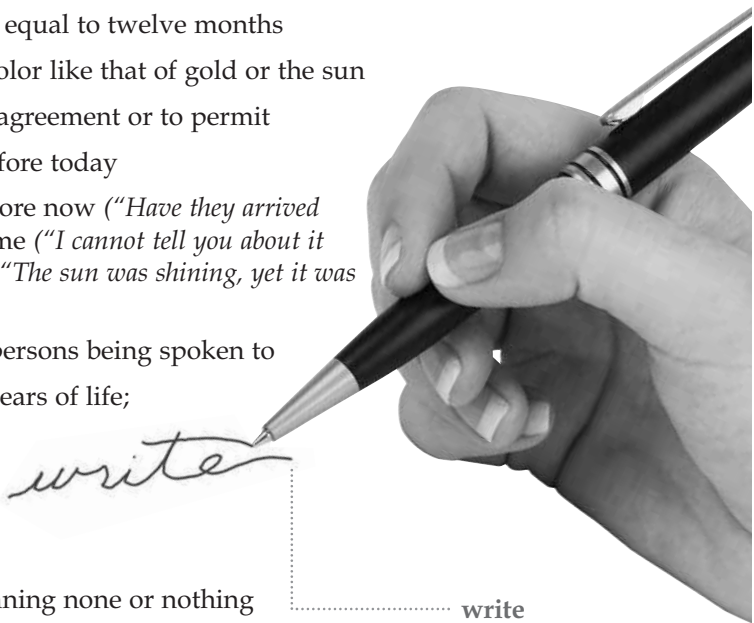 equal to twelve months
olor like that of gold or the sun
agreement or to permit
fore today
ore now (“Have they arrived
me (“I cannot tell you about it
“The sun was shining, yet it was
persons being spoken to
ears of life;
write
nning none or nothing
write